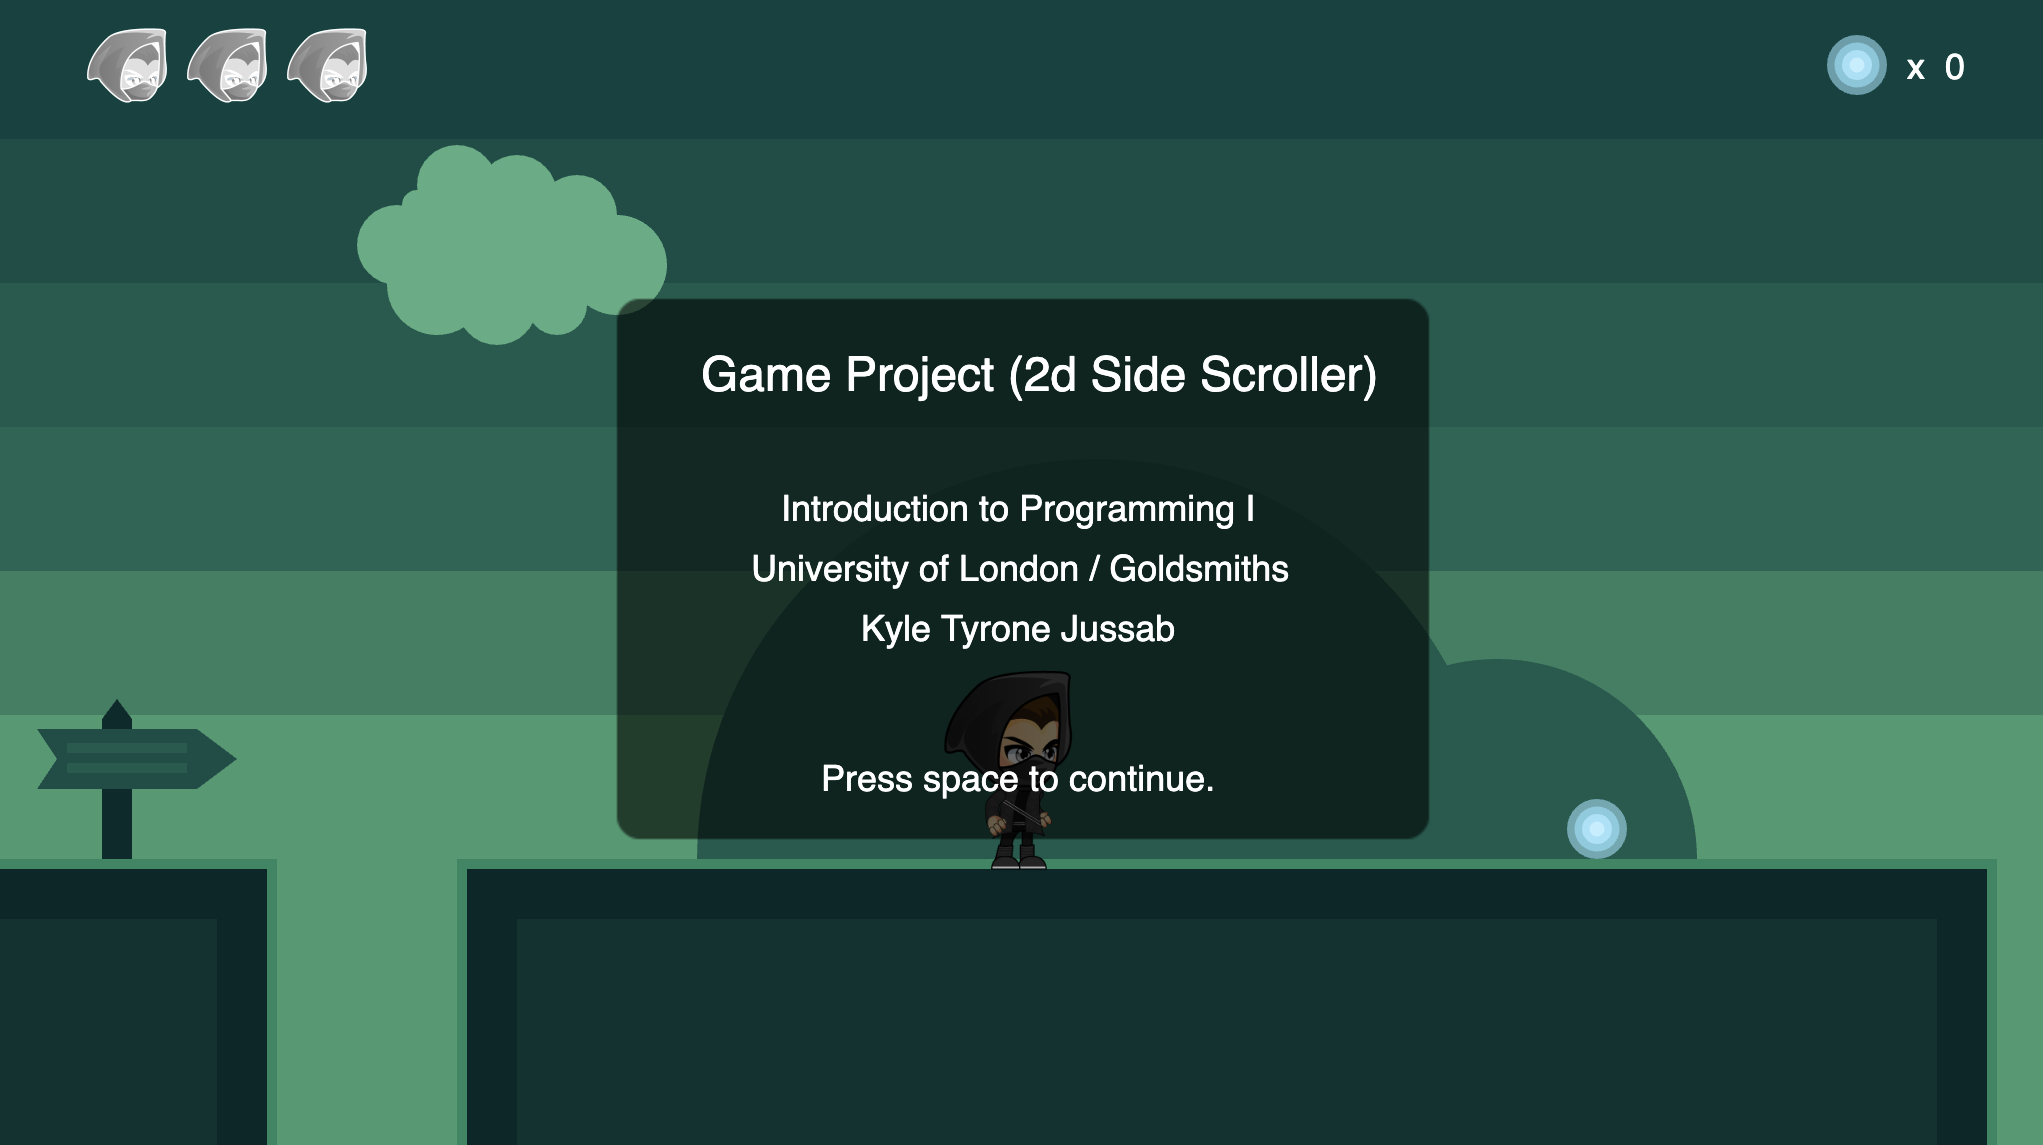 x 0
Game Project (2d Side Scroller)
Introduction to Programming I
University of London / Goldsmiths
Kyle Tyrone Jussab
Press space to continue.